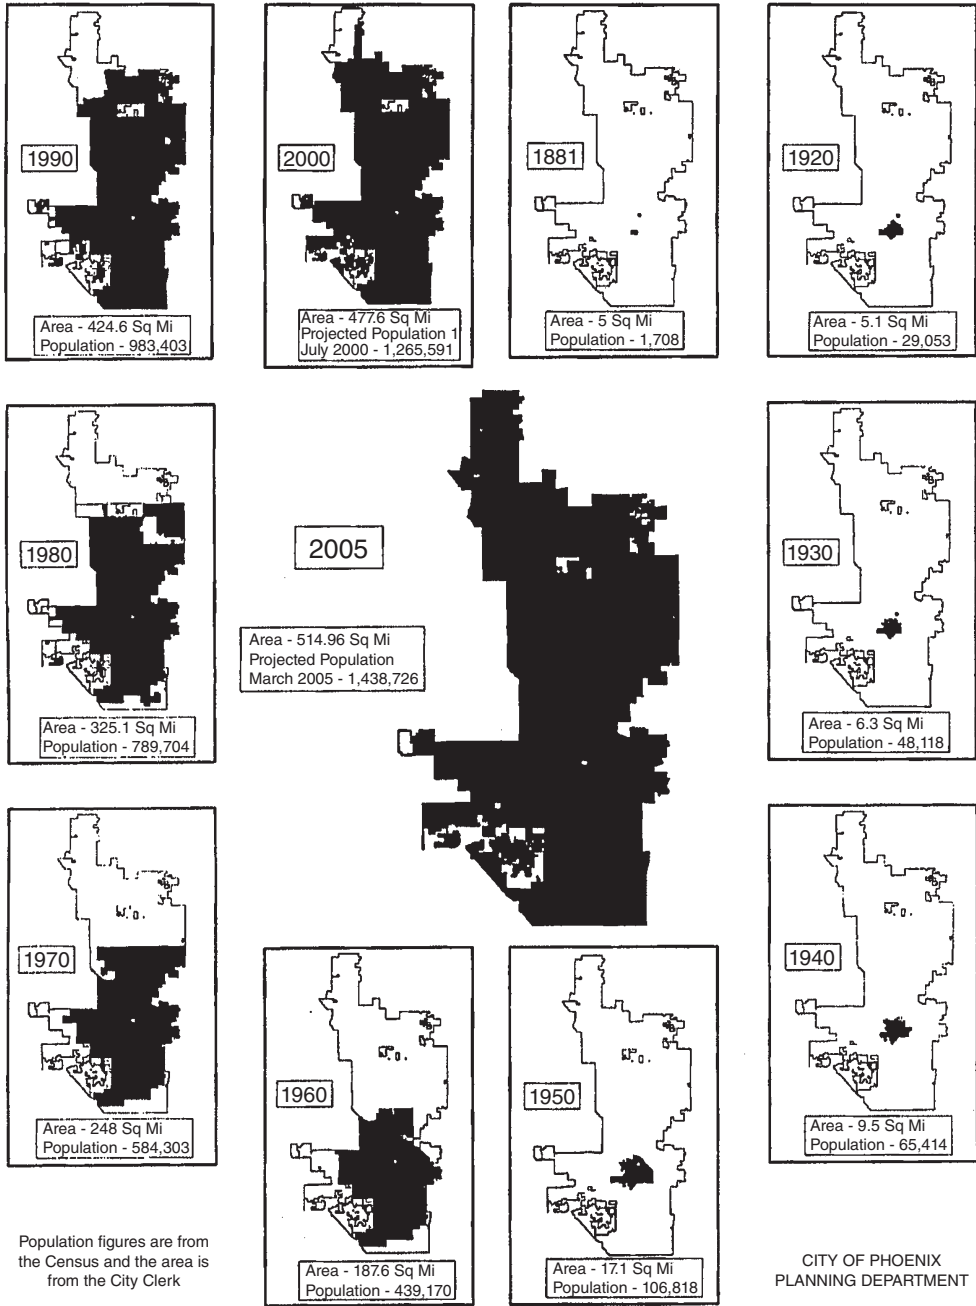 1990
Area - 424.6 Sq Mi
Population - 983,403
2000
Area - 477.6 Sq Mi
Projected Population 1
July 2000 - 1,265,591
1881
Area - 5 Sq Mi
Population - 1,708
1920
Area - 5.1 Sq Mi
Population - 29,053
1980
Area - 325.1 Sq Mi
Population - 789,704
2005
Area - 514.96 Sq Mi
Projected Population
March 2005 - 1,438,726
1930
Area - 6.3 Sq Mi
Population - 48,118
1970
Area - 248 Sq Mi
Population - 584,303
1960
Area - 187.6 Sq Mi
Population - 439,170
1950
Area - 17.1 Sq Mi
Population - 106,818
1940
Area - 9.5 Sq Mi
Population - 65,414
Population figures are from
the Census and the area is
from the City Clerk
CITY OF PHOENIX
PLANNING DEPARTMENT